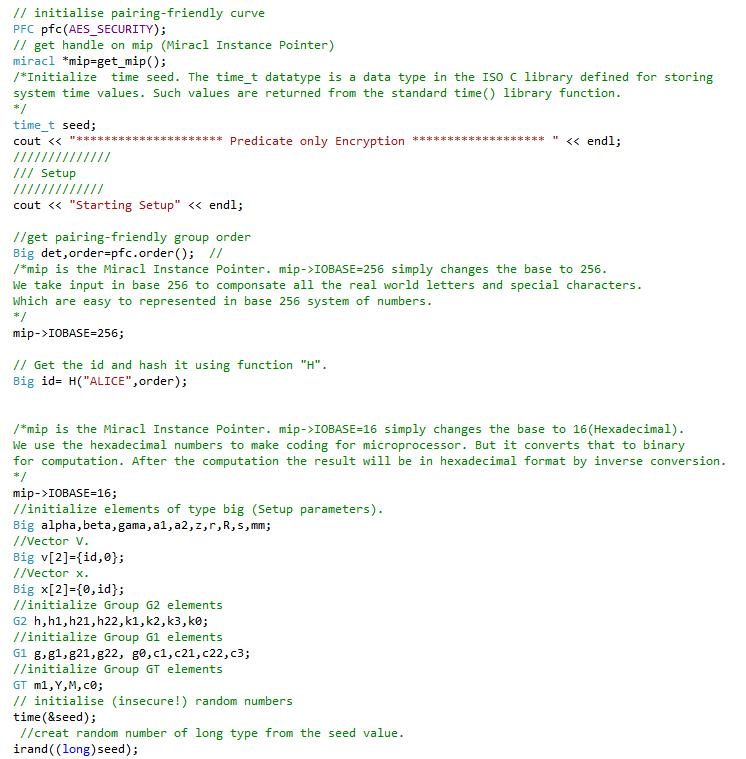 // initialise pairing-friendly curve
PFC pfc(AES_SECURITY);
// get handle on mip (Miracl Instance Pointer)
miracl *mip=get_mip();
/*Initialize  time seed. The time_t datatype is a data type in the ISO C library defined for storing
system time values. Such values are returned from the standard time() library function.
*/
time_t seed;
cout << "********************* Predicate only Encryption ******************* " << endl;
//////////////
/// Setup
/////////////
cout << "Starting Setup" << endl;

//get pairing-friendly group order
Big det,order=pfc.order();  //
/*mip is the Miracl Instance Pointer. mip->IOBASE=256 simply changes the base to 256.
We take input in base 256 to componsate all the real world letters and special characters.
Which are easy to represented in base 256 system of numbers.
*/
mip->IOBASE=256;

// Get the id and hash it using function "H".
Big id= H("ALICE",order);


/*mip is the Miracl Instance Pointer. mip->IOBASE=16 simply changes the base to 16(Hexadecimal).
We use the hexadecimal numbers to make coding for microprocessor. But it converts that to binary
for computation. After the computation the result will be in hexadecimal format by inverse conversion.
*/
mip->IOBASE=16;
//initialize elements of type big (Setup parameters).
Big alpha,beta,gama,a1,a2,z,r,R,s,mm;
//Vector V.
Big v[2]={id,0};
//Vector x.
Big x[2]={0,id};
//initialize Group G2 elements
G2 h,h1,h21,h22,k1,k2,k3,k0;
//initialize Group G1 elements
G1 g,g1,g21,g22, g0,c1,c21,c22,c3;
//initialize Group GT elements
GT m1,Y,M,c0;
// initialise (insecure!) random numbers
time(&seed);
 //creat random number of long type from the seed value.
irand((long)seed);